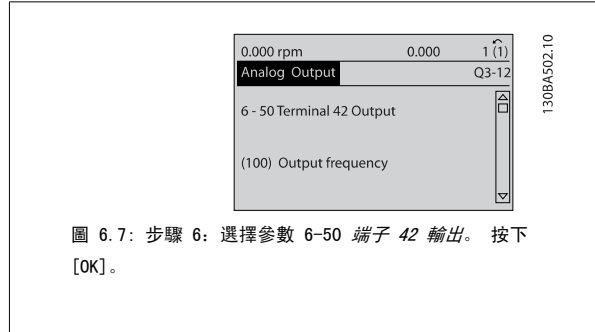 0.000 rpm 0.000 1 (1)
Analog Output Q3-12
6 - 50 Terminal 42 Output
(100) Output frequency
130BA502.10
圖 6.7: 步驟 6: 選擇參數 6-50 端子 42 輸出。 按下
[OK]。